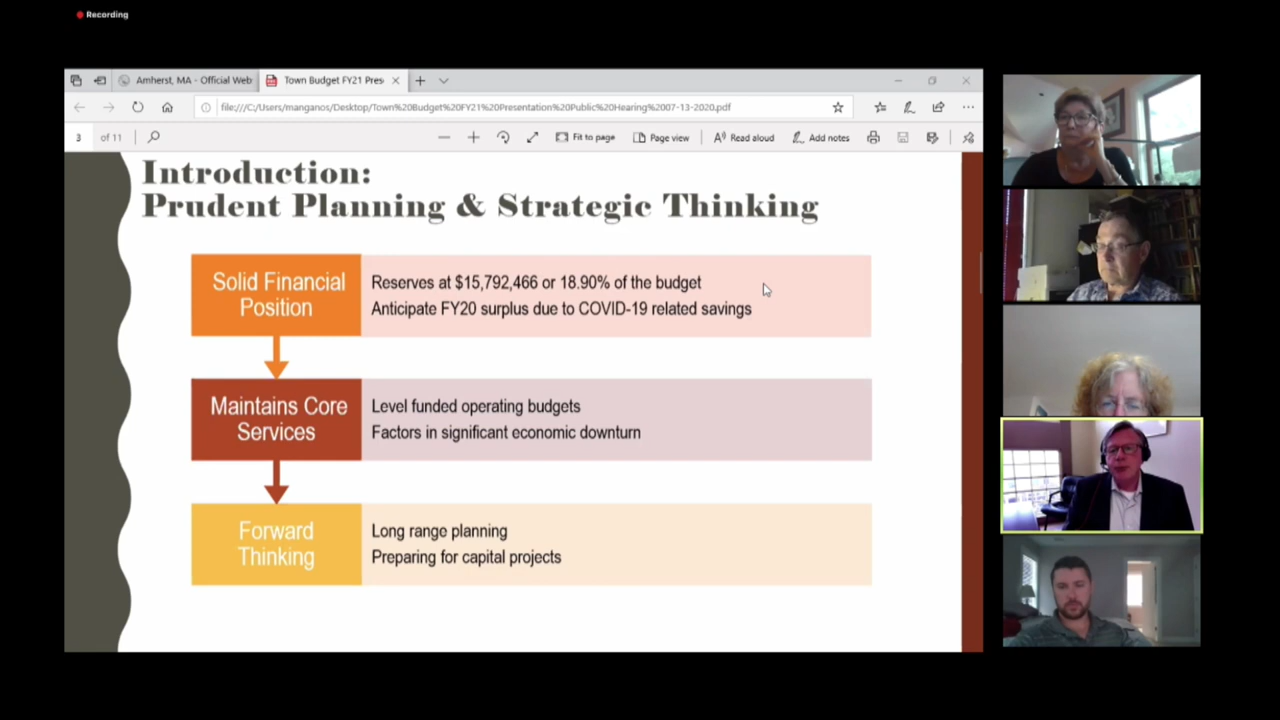 Recording
Amherst, MA - Official Web
Town Budget FY21 Pres
file:///C:/Users/manganos/Desktop/Town%20Budget%20FY21%20Presentation%20Public%20Hearing%2007-13-2020.pdf
3 of 11
Fit to page
Page view
Read aloud
Add notes
Introduction:
Prudent Planning & Strategic Thinking
Solid Financial
Position
Reserves at $15,792,466 or 18.90% of the budget
Anticipate FY20 surplus due to COVID-19 related savings
Maintains Core
Services
Level funded operating budgets
Factors in significant economic downturn
Forward
Thinking
Long range planning
Preparing for capital projects